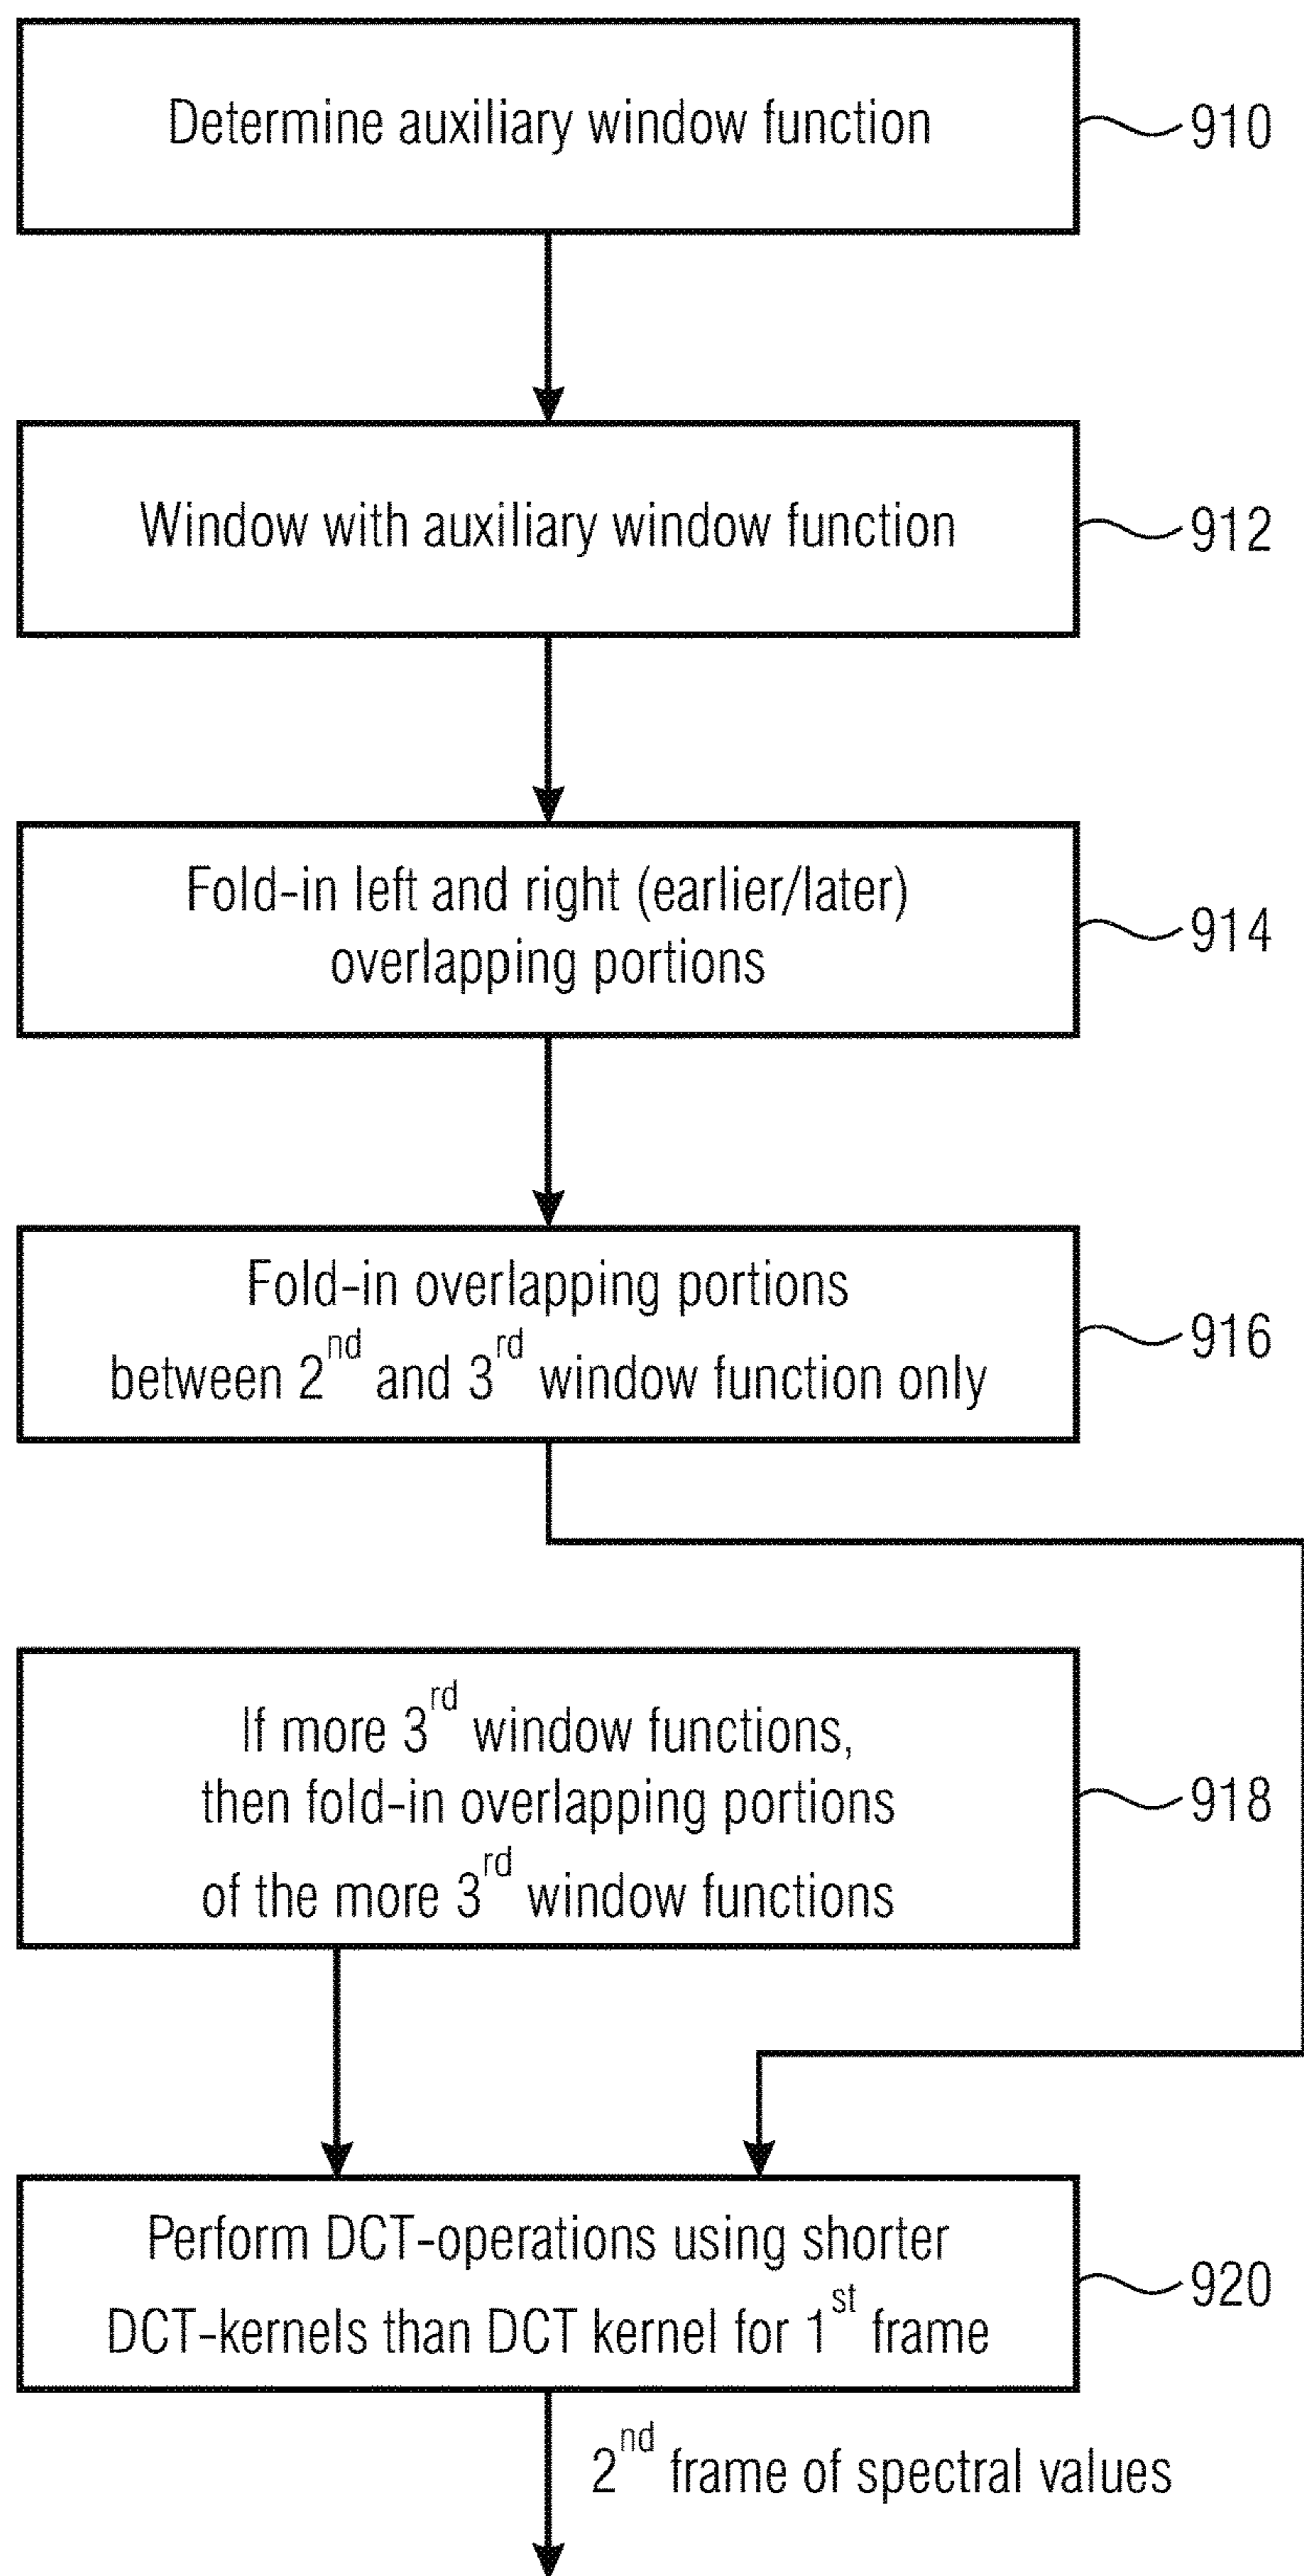 Determine auxiliary window function
910
Window with auxiliary window function
912
Fold-in left and right (earlier/later)
overlapping portions
914
Fold-in overlapping portions
between 2nd and 3rd window function only
916
If more 3rd window functions,
then fold-in overlapping portions
of the more 3rd window functions
918
Perform DCT-operations using shorter
DCT-kernels than DCT kernel for 1st frame
920
2nd frame of spectral values